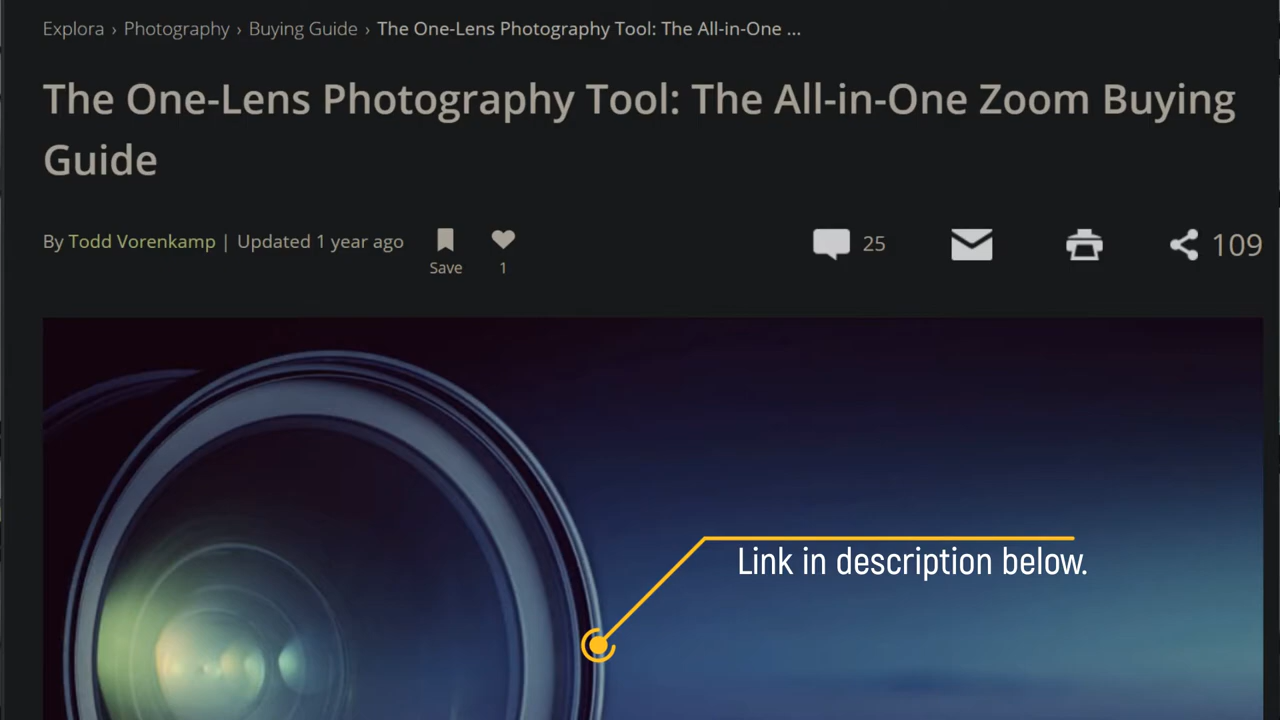 Explora › Photography › Buying Guide › The One-Lens Photography Tool: The All-in-One ...
The One-Lens Photography Tool: The All-in-One Zoom Buying
Guide
By Todd Vorenkamp | Updated 1 year ago
Save
1
25
109
Link in description below.